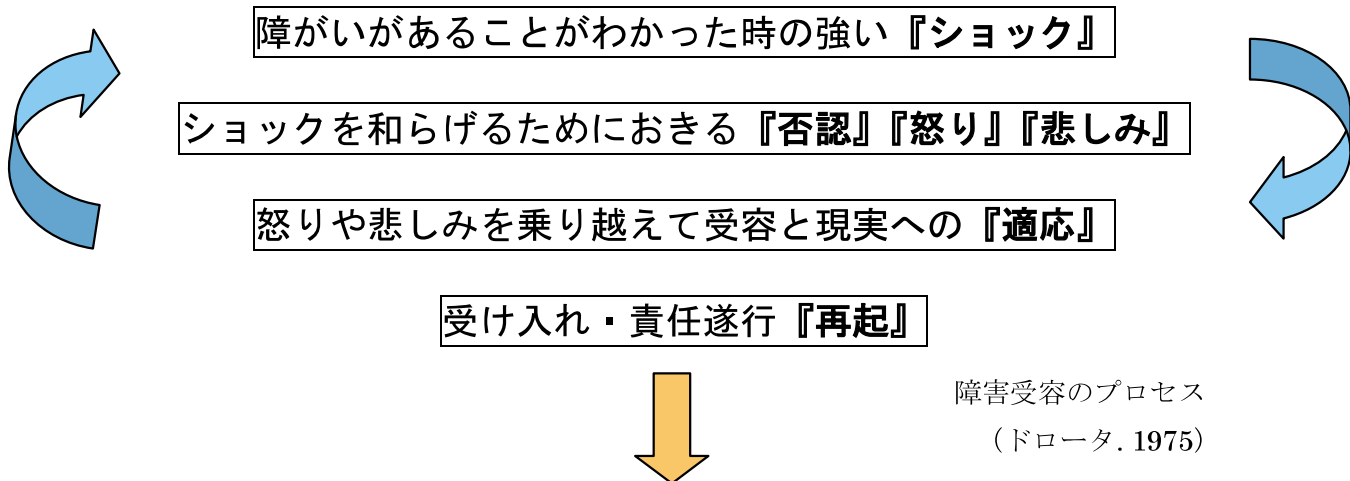 障がいがあることがわかった時の強い『ショック』
ショックを和らげるためにおきる『否認』『怒り』『悲しみ』
怒りや悲しみを乗り越えて受容と現実への『適応』
受け入れ・責任遂行『再起』
障害受容のプロセス
（ドロータ. 1975）